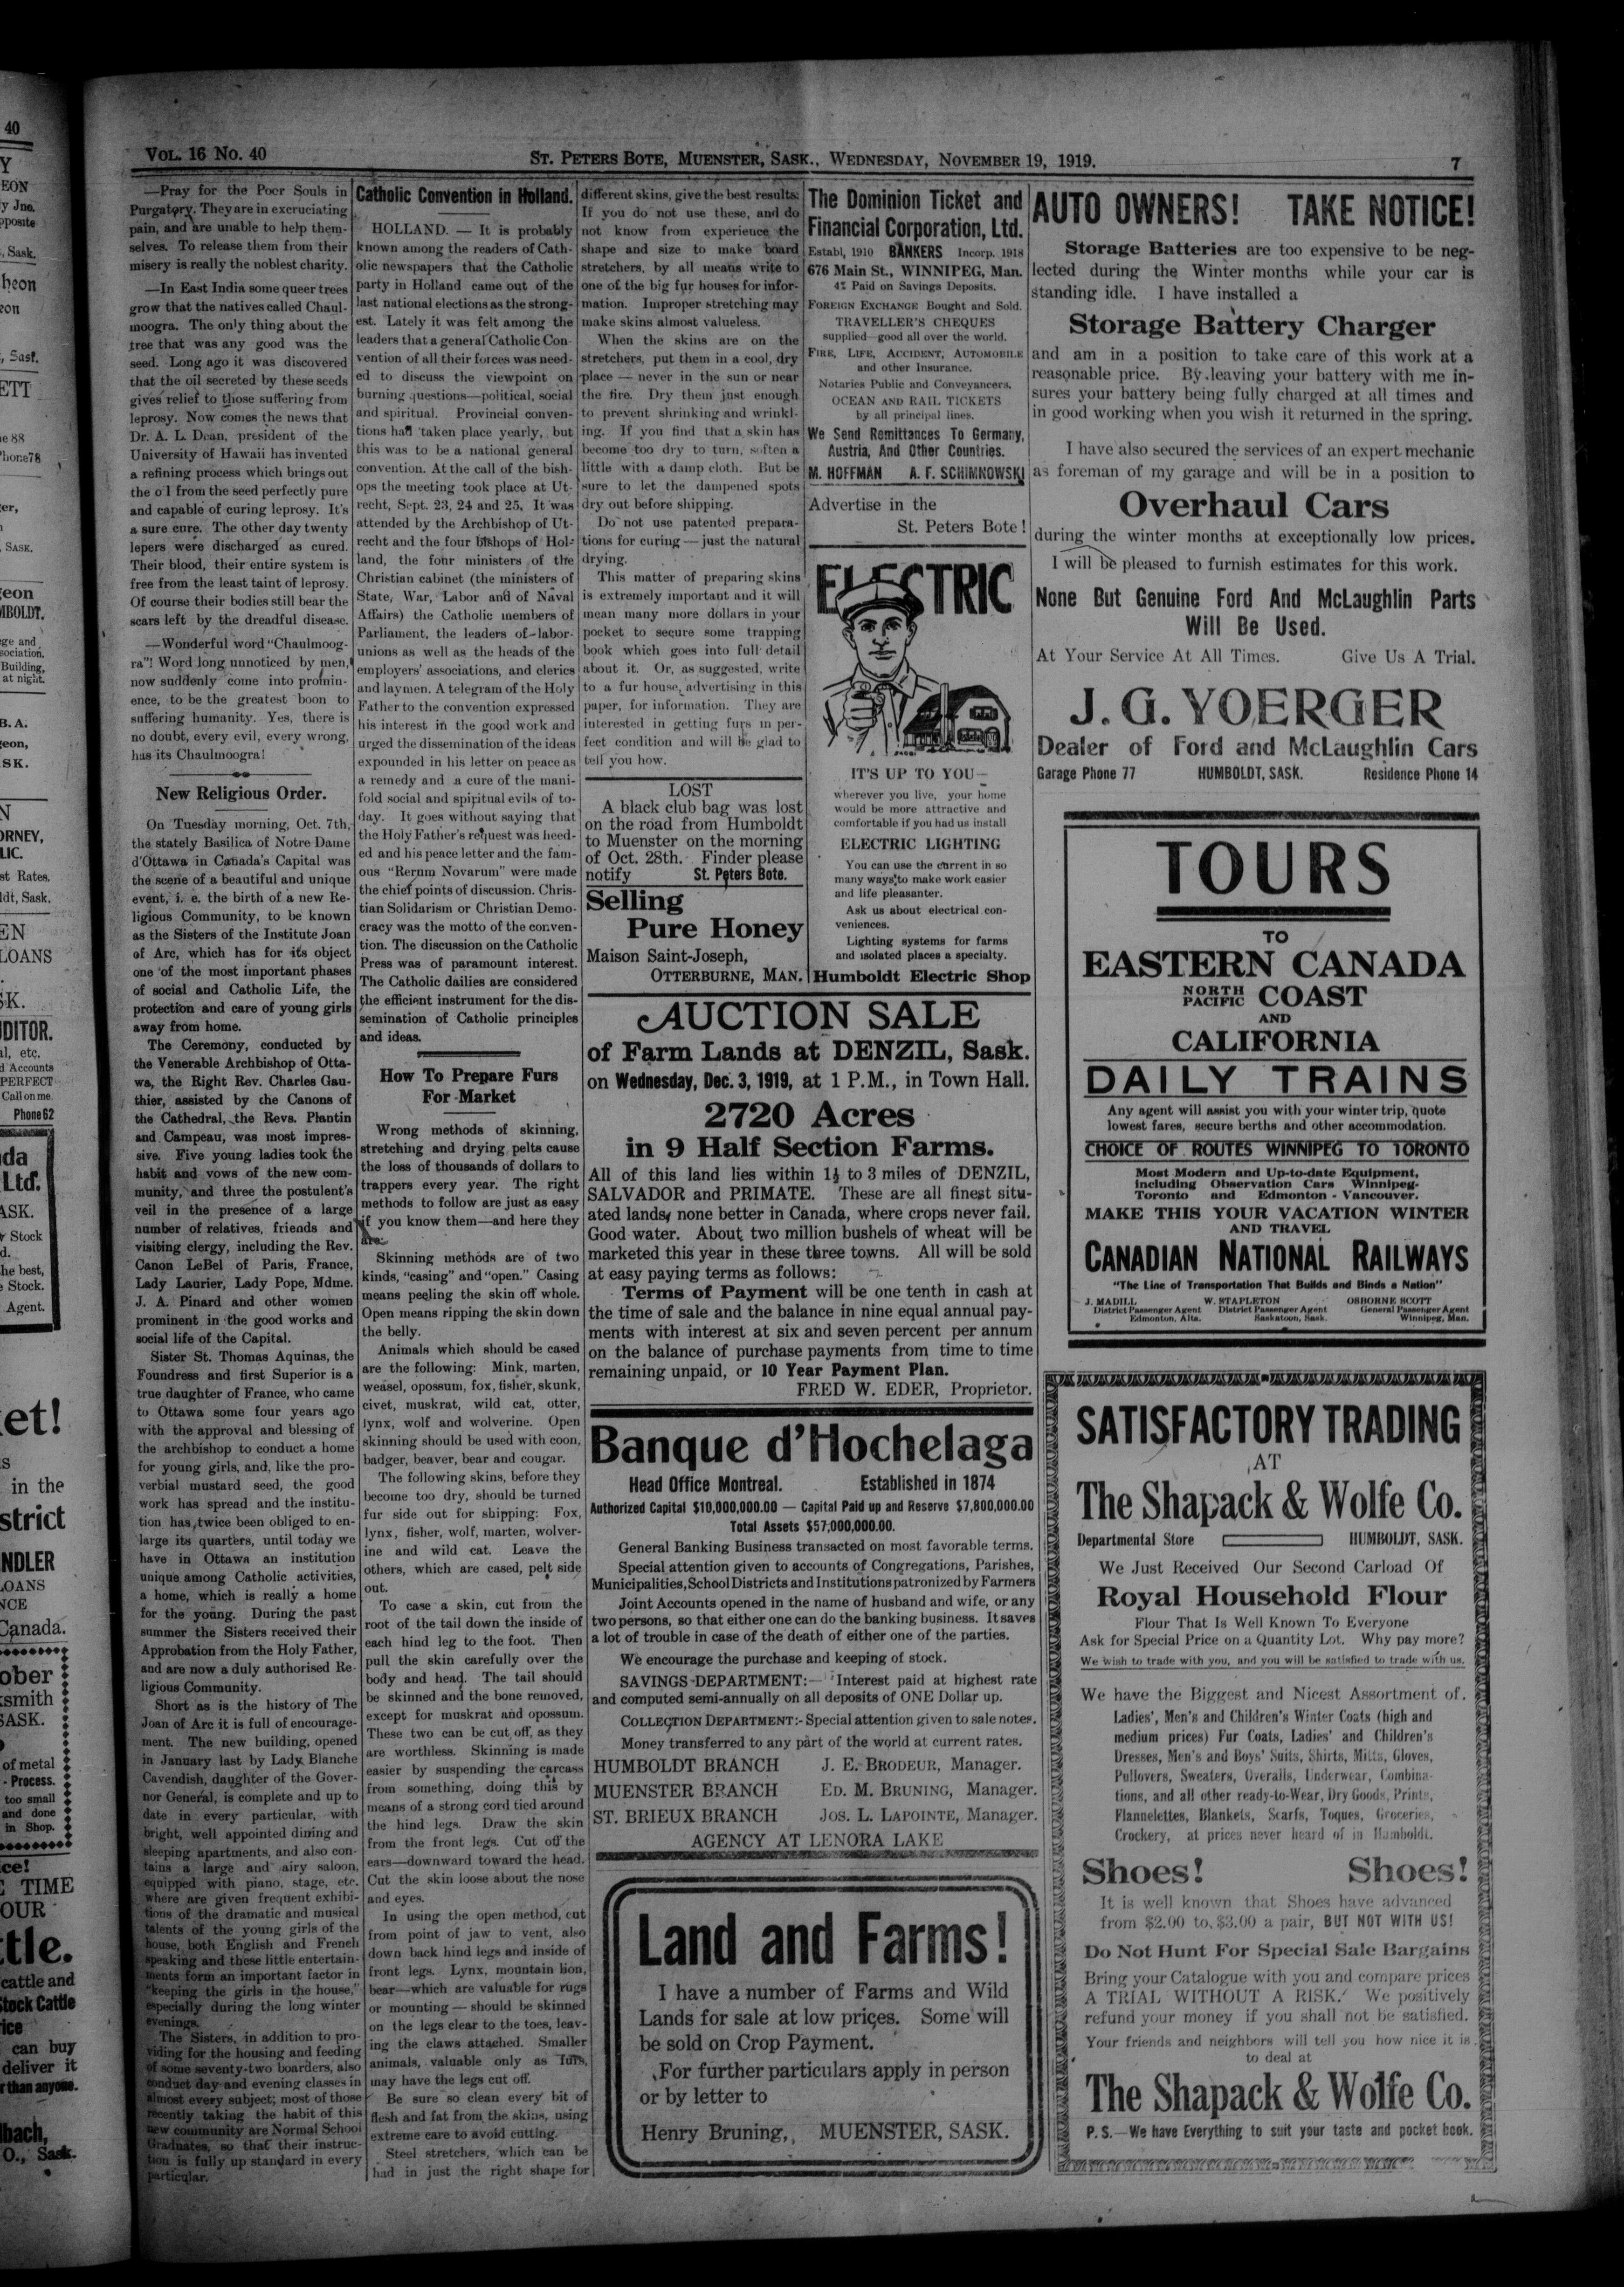 VOL. 16 No. 40
ST. PETERS BOTE, MUENSTER, SASK., WEDNESDAY, NOVEMBER 19, 1919.
7
—Pray for the Poor Souls in
Purgatory. They are in excruciating
pain, and are unable to help them-
selves. To release them from their
misery is really the noblest charity.
—In East India some queer trees
grow that the natives called Chaul-
moogra. The only thing about the
tree that was any good was the
seed. Long ago it was discovered
that the oil secreted by these seeds
gives relief to those suffering from
leprosy. Now comes the news that
Dr. A. L. Dean, president of the
University of Hawaii has invented
a refining process which brings out
the oil from the seed perfectly pure
and capable of curing leprosy. It's
a sure cure. The other day twenty
lepers were discharged as cured.
Their blood, their entire system is
free from the least taint of leprosy.
Of course their bodies still bear the
scars left by the dreadful disease.
—Wonderful word "Chaulmoog-
ra"! Word long unnoticed by men,
now suddenly come into promin-
ence, to be the greatest boon to
suffering humanity. Yes, there is
no doubt, every evil, every wrong,
has its Chaulmoogra!
New Religious Order.
On Tuesday morning, Oct. 7th,
the stately Basilica of Notre Dame
d'Ottawa in Canada's Capital was
the scene of a beautiful and unique
event, i. e. the birth of a new Re-
ligious Community, to be known
as the Sisters of the Institute Joan
of Arc, which has for its object
one of the most important phases
of social and Catholic Life, the
protection and care of young girls
away from home.
The Ceremony, conducted by
the Venerable Archbishop of Otta-
wa, the Right Rev. Charles Gau-
thier, assisted by the Canons of
the Cathedral, the Revs. Plantin
and Campeau, was most impres-
sive. Five young ladies took the
habit and vows of the new com-
munity, and three the postulent's
veil in the presence of a large
number of relatives, friends and
visiting clergy, including the Rev.
Canon LeBel of Paris, France,
Lady Laurier, Lady Pope, Mdme.
J. A. Pinard and other women
prominent in the good works and
social life of the Capital.
Sister St. Thomas Aquinas, the
Foundress and first Superior is a
true daughter of France, who came
to Ottawa some four years ago
with the approval and blessing of
the archbishop to conduct a home
for young girls, and, like the pro-
verbial mustard seed, the good
work has spread and the institu-
tion has twice been obliged to en-
large its quarters, until today we
have in Ottawa an institution
unique among Catholic activities,
a home, which is really a home
for the young. During the past
summer the Sisters received their
Approbation from the Holy Father,
and are now a duly authorised Re-
ligious Community.
Short as is the history of The
Joan of Arc it is full of encourage-
ment. The new building, opened
in January last by Lady Blanche
Cavendish, daughter of the Gover-
nor General, is complete and up to
date in every particular, with
bright, well appointed dining and
sleeping apartments, and also con-
tains a large and airy saloon,
equipped with piano, stage, etc.
where are given frequent exhibi-
tions of the dramatic and musical
talents of the young girls of the
house, both English and French
speaking and these little entertain-
ments form an important factor in
"keeping the girls in the house,"
especially during the long winter
evenings.
The Sisters, in addition to pro-
viding for the housing and feeding
of some seventy-two boarders, also
conduct day and evening classes in
almost every subject; most of those
recently taking the habit of this
new community are Normal School
Graduates, so that their instruc-
tion is fully up standard in every
particular.
Catholic Convention in Holland.
HOLLAND. — It is probably
known among the readers of Cath-
olic newspapers that the Catholic
party in Holland came out of the
last national elections as the strong-
est. Lately it was felt among the
leaders that a general Catholic Con-
vention of all their forces was need-
ed to discuss the viewpoint on
burning questions—political, social
and spiritual. Provincial conven-
tions had taken place yearly, but
this was to be a national general
convention. At the call of the bish-
ops the meeting took place at Ut-
recht, Sept. 23, 24 and 25. It was
attended by the Archbishop of Ut-
recht and the four bishops of Hol-
land, the four ministers of the
Christian cabinet (the ministers of
State, War, Labor and of Naval
Affairs) the Catholic members of
Parliament, the leaders of labor-
unions as well as the heads of the
employers' associations, and clerics
and laymen. A telegram of the Holy
Father to the convention expressed
his interest in the good work and
urged the dissemination of the ideas
expounded in his letter on peace as
a remedy and a cure of the mani-
fold social and spiritual evils of to-
day. It goes without saying that
the Holy Father's request was heed-
ed and his peace letter and the fam-
ous "Rerum Novarum" were made
the chief points of discussion. Chris-
tian Solidarism or Christian Demo-
cracy was the motto of the conven-
tion. The discussion on the Catholic
Press was of paramount interest.
The Catholic dailies are considered
the efficient instrument for the dis-
semination of Catholic principles
and ideas.
How To Prepare Furs
For Market
Wrong methods of skinning,
stretching and drying pelts cause
the loss of thousands of dollars to
trappers every year. The right
methods to follow are just as easy
if you know them—and here they
are:
Skinning methods are of two
kinds, "casing" and "open." Casing
means peeling the skin off whole.
Open means ripping the skin down
the belly.
Animals which should be cased
are the following: Mink, marten,
weasel, opossum, fox, fisher, skunk,
civet, muskrat, wild cat, otter,
lynx, wolf and wolverine. Open
skinning should be used with coon,
badger, beaver, bear and cougar.
The following skins, before they
become too dry, should be turned
fur side out for shipping: Fox,
lynx, fisher, wolf, marten, wolver-
ine and wild cat. Leave the
others, which are cased, pelt side
out.
To case a skin, cut from the
root of the tail down the inside of
each hind leg to the foot. Then
pull the skin carefully over the
body and head. The tail should
be skinned and the bone removed,
except for muskrat and opossum.
These two can be cut off, as they
are worthless. Skinning is made
easier by suspending the carcass
from something, doing this by
means of a strong cord tied around
the hind legs. Draw the skin
from the front legs. Cut off the
ears—downward toward the head.
Cut the skin loose about the nose
and eyes.
In using the open method, cut
from point of jaw to vent, also
down back hind legs and inside of
front legs. Lynx, mountain lion,
bear—which are valuable for rugs
or mounting — should be skinned
on the legs clear to the toes, leav-
ing the claws attached. Smaller
animals, valuable only as furs,
may have the legs cut off.
Be sure so clean every bit of
flesh and fat from the skins, using
extreme care to avoid cutting.
Steel stretchers, which can be
had in just the right shape for
different skins, give the best results.
If you do not use these, and do
not know from experience the
shape and size to make board
stretchers, by all means write to
one of the big fur houses for infor-
mation. Improper stretching may
make skins almost valueless.
When the skins are on the
stretchers, put them in a cool, dry
place — never in the sun or near
the fire. Dry them just enough
to prevent shrinking and wrinkl-
ing. If you find that a skin has
become too dry to turn, soften a
little with a damp cloth. But be
sure to let the dampened spots
dry out before shipping.
Do not use patented prepara-
tions for curing — just the natural
drying.
This matter of preparing skins
is extremely important and it will
mean many more dollars in your
pocket to secure some trapping
book which goes into full detail
about it. Or, as suggested, write
to a fur house advertising in this
paper, for information. They are
interested in getting furs in per-
fect condition and will be glad to
tell you how.
LOST
A black club bag was lost
on the road from Humboldt
to Muenster on the morning
of Oct. 28th. Finder please
notify St. Peters Bote.
Selling
Pure Honey
Maison Saint-Joseph,
OTTERBURNE, MAN.
The Dominion Ticket and
Financial Corporation, Ltd.
Establ, 1910 BANKERS Incorp. 1918
676 Main St., WINNIPEG, Man.
4% Paid on Savings Deposits.
FOREIGN EXCHANGE Bought and Sold.
TRAVELLER'S CHEQUES
supplied—good all over the world.
FIRE, LIFE, ACCIDENT, AUTOMOBILE
and other Insurance.
Notaries Public and Conveyancers.
OCEAN AND RAIL TICKETS
by all principal lines.
We Send Remittances To Germany,
Austria, And Other Countries.
M. HOFFMAN A. F. SCHIMNOWSKI
Advertise in the
St. Peters Bote!
ELECTRIC
IT'S UP TO YOU—
wherever you live, your home
would be more attractive and
comfortable if you had us install
ELECTRIC LIGHTING
You can use the current in so
many ways to make work easier
and life pleasanter.
Ask us about electrical con-
veniences.
Lighting systems for farms
and isolated places a specialty.
Humboldt Electric Shop
AUCTION SALE
of Farm Lands at DENZIL, Sask.
on Wednesday, Dec. 3, 1919, at 1 P.M., in Town Hall.
2720 Acres
in 9 Half Section Farms.
All of this land lies within 1½ to 3 miles of DENZIL,
SALVADOR and PRIMATE. These are all finest situ-
ated lands, none better in Canada, where crops never fail.
Good water. About two million bushels of wheat will be
marketed this year in these three towns. All will be sold
at easy paying terms as follows:
Terms of Payment will be one tenth in cash at
the time of sale and the balance in nine equal annual pay-
ments with interest at six and seven percent per annum
on the balance of purchase payments from time to time
remaining unpaid, or 10 Year Payment Plan.
FRED W. EDER, Proprietor.
Banque d'Hochelaga
Head Office Montreal. Established in 1874
Authorized Capital $10,000,000.00 — Capital Paid up and Reserve $7,800,000.00
Total Assets $57,000,000.00.
General Banking Business transacted on most favorable terms.
Special attention given to accounts of Congregations, Parishes,
Municipalities, School Districts and Institutions patronized by Farmers
Joint Accounts opened in the name of husband and wife, or any
two persons, so that either one can do the banking business. It saves
a lot of trouble in case of the death of either one of the parties.
We encourage the purchase and keeping of stock.
SAVINGS DEPARTMENT:— Interest paid at highest rate
and computed semi-annually on all deposits of ONE Dollar up.
COLLECTION DEPARTMENT:- Special attention given to sale notes.
Money transferred to any part of the world at current rates.
HUMBOLDT BRANCH J. E. BRODEUR, Manager.
MUENSTER BRANCH ED. M. BRUNING, Manager.
ST. BRIEUX BRANCH JOS. L. LAPOINTE, Manager.
AGENCY AT LENORA LAKE
Land and Farms!
I have a number of Farms and Wild
Lands for sale at low prices. Some will
be sold on Crop Payment.
For further particulars apply in person
or by letter to
Henry Bruning, MUENSTER, SASK.
AUTO OWNERS! TAKE NOTICE!
Storage Batteries are too expensive to be neg-
lected during the Winter months while your car is
standing idle. I have installed a
Storage Battery Charger
and am in a position to take care of this work at a
reasonable price. By leaving your battery with me in-
sures your battery being fully charged at all times and
in good working when you wish it returned in the spring.
I have also secured the services of an expert mechanic
as foreman of my garage and will be in a position to
Overhaul Cars
during the winter months at exceptionally low prices.
I will be pleased to furnish estimates for this work.
None But Genuine Ford And McLaughlin Parts
Will Be Used.
At Your Service At All Times. Give Us A Trial.
J. G. YOERGER
Dealer of Ford and McLaughlin Cars
Garage Phone 77 HUMBOLDT, SASK. Residence Phone 14
TOURS
TO
EASTERN CANADA
NORTH PACIFIC COAST
AND
CALIFORNIA
DAILY TRAINS
Any agent will assist you with your winter trip, quote
lowest fares, secure berths and other accommodation.
CHOICE OF ROUTES WINNIPEG TO TORONTO
Most Modern and Up-to-date Equipment,
including Observation Cars Winnipeg-
Toronto and Edmonton - Vancouver.
MAKE THIS YOUR VACATION WINTER
AND TRAVEL
CANADIAN NATIONAL RAILWAYS
"The Line of Transportation That Builds and Binds a Nation"
J. MADILL W. STAPLETON OSBORNE SCOTT
District Passenger Agent District Passenger Agent General Passenger Agent
Edmonton, Alta. Saskatoon, Sask. Winnipeg, Man.
SATISFACTORY TRADING
AT
The Shapack & Wolfe Co.
Departmental Store HUMBOLDT, SASK.
We Just Received Our Second Carload Of
Royal Household Flour
Flour That Is Well Known To Everyone
Ask for Special Price on a Quantity Lot. Why pay more?
We wish to trade with you, and you will be satisfied to trade with us.
We have the Biggest and Nicest Assortment of
Ladies', Men's and Children's Winter Coats (high and
medium prices) Fur Coats, Ladies' and Children's
Dresses, Men's and Boys' Suits, Shirts, Mitts, Gloves,
Pullovers, Sweaters, Overalls, Underwear, Combina-
tions, and all other ready-to-Wear, Dry Goods, Prints,
Flannelettes, Blankets, Scarfs, Toques, Groceries,
Crockery, at prices never heard of in Humboldt.
Shoes! Shoes!
It is well known that Shoes have advanced
from $2.00 to $3.00 a pair, BUT NOT WITH US!
Do Not Hunt For Special Sale Bargains
Bring your Catalogue with you and compare prices
A TRIAL WITHOUT A RISK. We positively
refund your money if you shall not be satisfied.
Your friends and neighbors will tell you how nice it is
to deal at
The Shapack & Wolfe Co.
P. S.—We have Everything to suit your taste and pocket book.